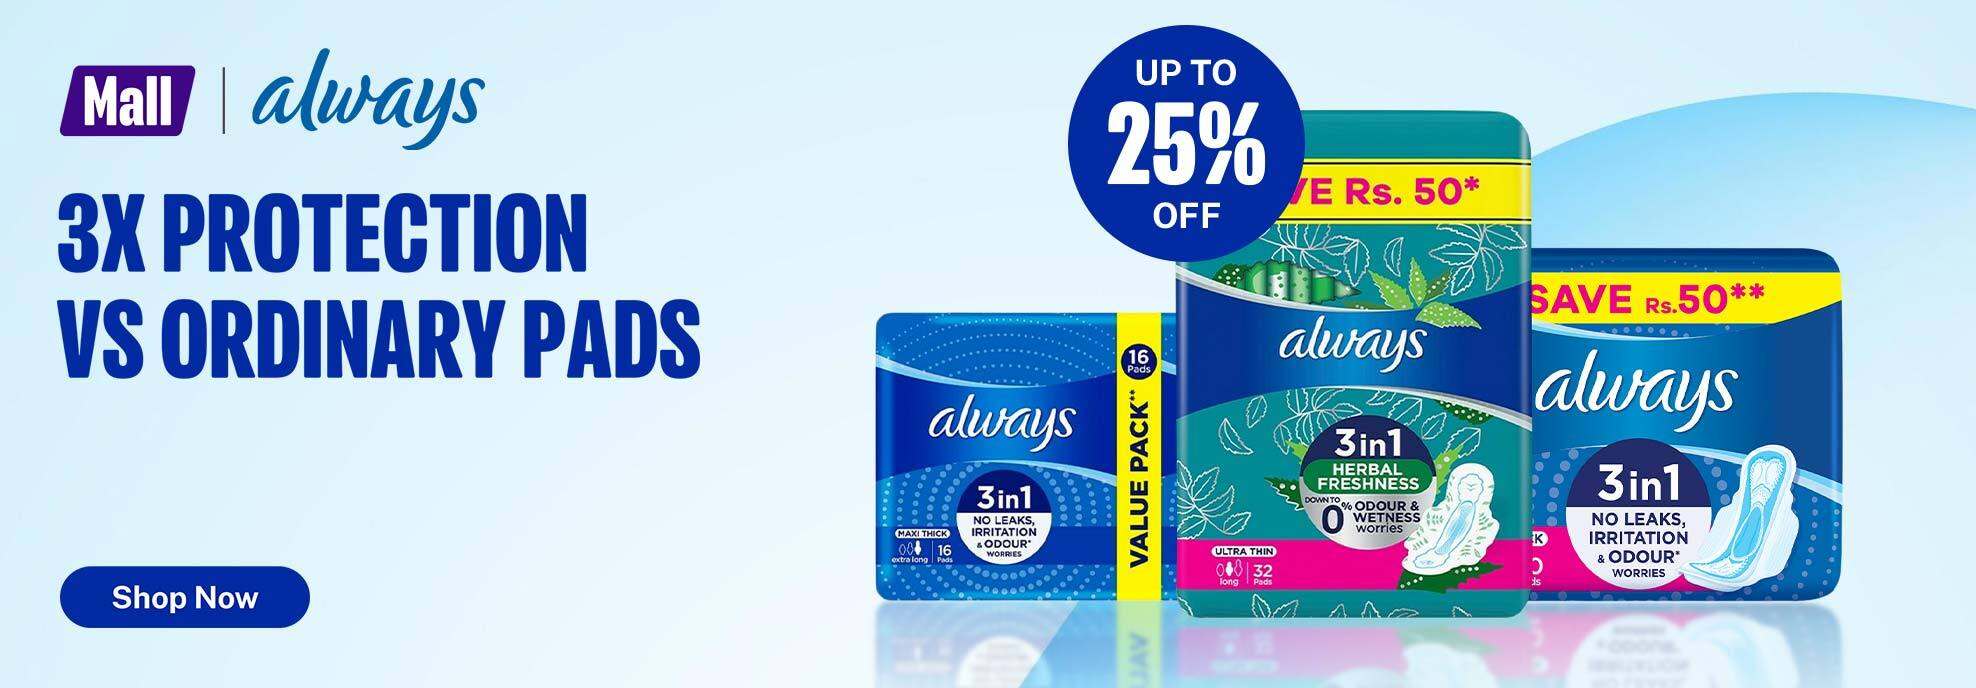 Mall
always
3X PROTECTION
VS ORDINARY PADS
Shop Now
UP TO
25%
OFF
always
3in1
NO LEAKS,
IRRITATION
& ODOUR*
WORRIES
MAXI THICK
extra long
16
Pads
16
Pads
VALUE PACK**
VE Rs. 50*
always
3in1
HERBAL
FRESHNESS
DOWN TO
0% ODOUR &
WETNESS
worries
ULTRA THIN
long
32
Pads
SAVE Rs.50**
always
3in1
NO LEAKS,
IRRITATION
& ODOUR*
WORRIES